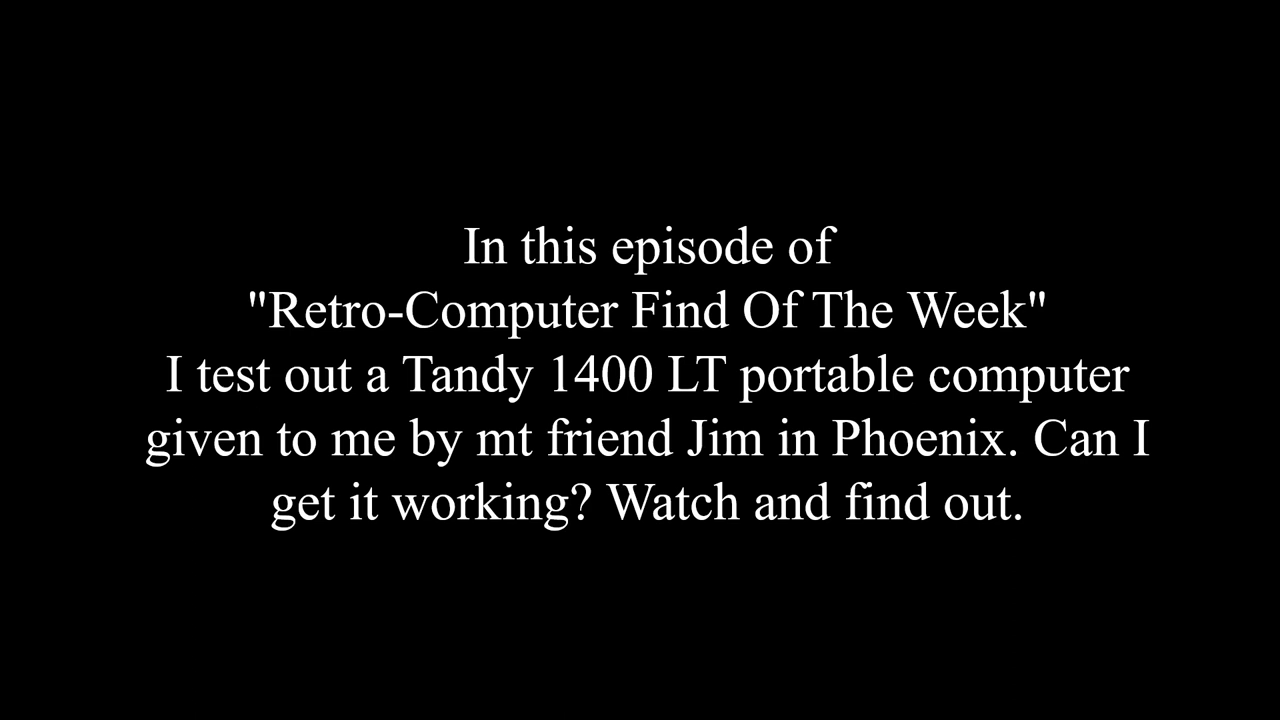 In this episode of
"Retro-Computer Find Of The Week"
I test out a Tandy 1400 LT portable computer
given to me by mt friend Jim in Phoenix. Can I
get it working? Watch and find out.